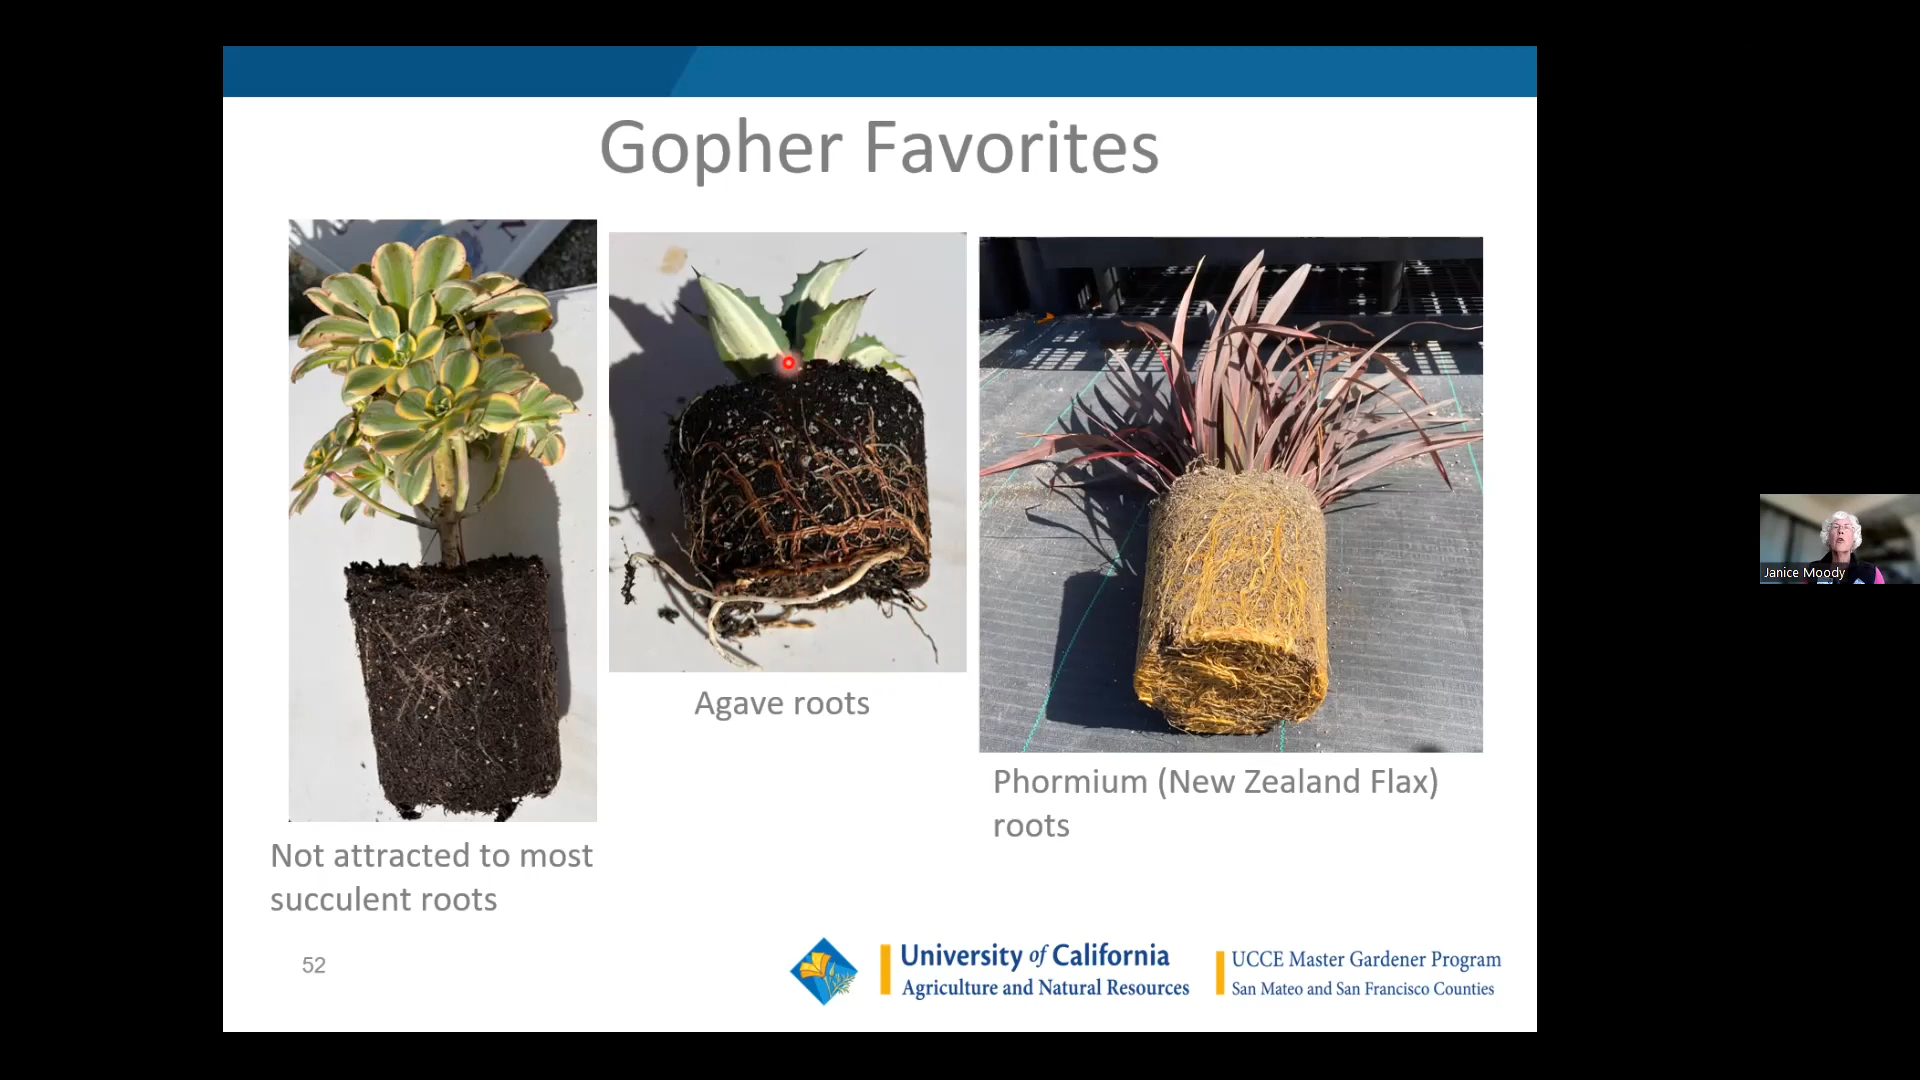 Gopher Favorites
Agave roots
Phormium (New Zealand Flax)
roots
Not attracted to most
succulent roots
52
University of California
Agriculture and Natural Resources
UCCE Master Gardener Program
San Mateo and San Francisco Counties
Janice Moody